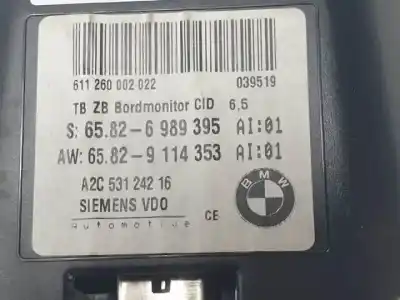 611 260 002 022 039519
TB ZB Bordmonitor CID 6,5
S: 65.82-6 989 395 AI:01
AW: 65.82-9 114 353 AI:01
A2C 531 242 16
SIEMENS VDO
automotive CE
BMW